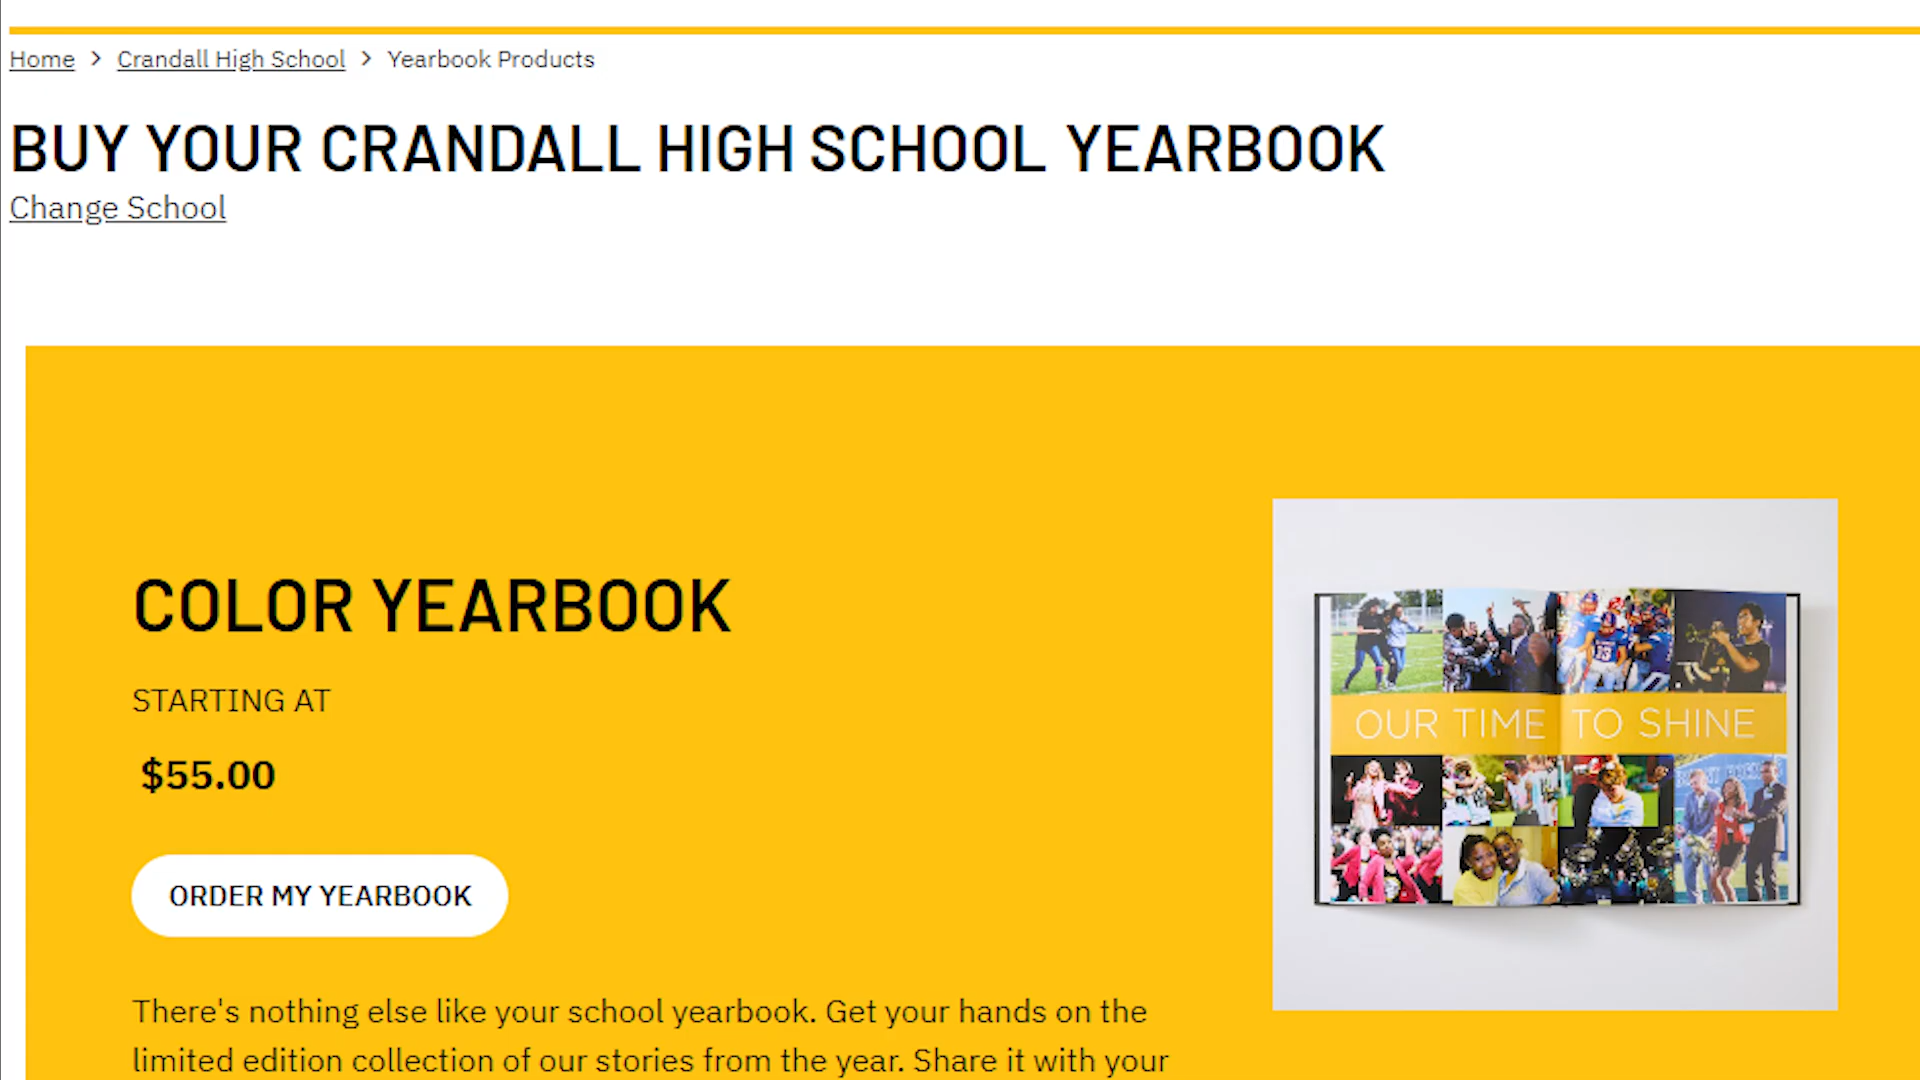 Home > Crandall High School > Yearbook Products
BUY YOUR CRANDALL HIGH SCHOOL YEARBOOK
Change School
COLOR YEARBOOK
STARTING AT
$55.00
ORDER MY YEARBOOK
There's nothing else like your school yearbook. Get your hands on the
limited edition collection of our stories from the year. Share it with your
OUR TIME TO SHINE
13